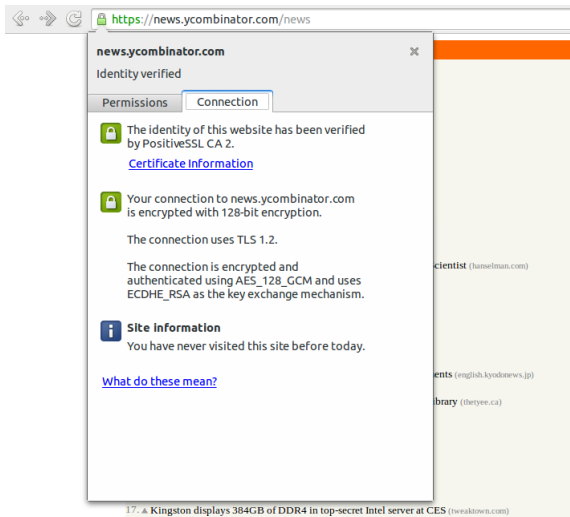 https://news.ycombinator.com/news
news.ycombinator.com
Identity verified
Permissions
Connection
The identity of this website has been verified
by PositiveSSL CA 2.
Certificate Information
Your connection to news.ycombinator.com
is encrypted with 128-bit encryption.
The connection uses TLS 1.2.
The connection is encrypted and
authenticated using AES_128_GCM and uses
ECDHE_RSA as the key exchange mechanism.
Site information
You have never visited this site before today.
What do these mean?
cientist (hanselman.com)
ents (english.kyodonews.jp)
ibrary (thetyee.ca)
17. ▲ Kingston displays 384GB of DDR4 in top-secret Intel server at CES (tweaktown.com)